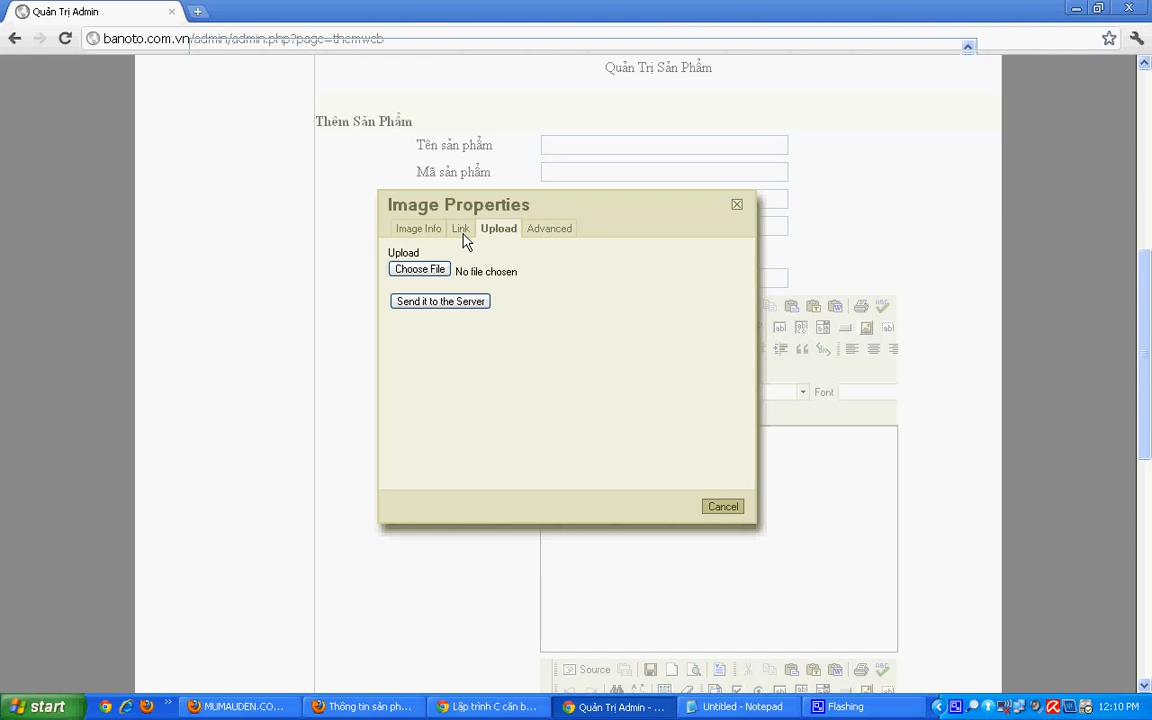 Quản Trị Admin
banoto.com.vn/admin/admin.php?page=themweb
Quản Trị Sản Phẩm
Thêm Sản Phẩm
Tên sản phẩm
Mã sản phẩm
Image Properties
Image Info Link Upload Advanced
Upload
Choose File No file chosen
Send it to the Server
Font
Cancel
Source
start MUMAUDEN.CO... Thông tin sản ph... Lập trình C căn b... Quản Trị Admin - ... Untitled - Notepad Flashing 12:10 PM